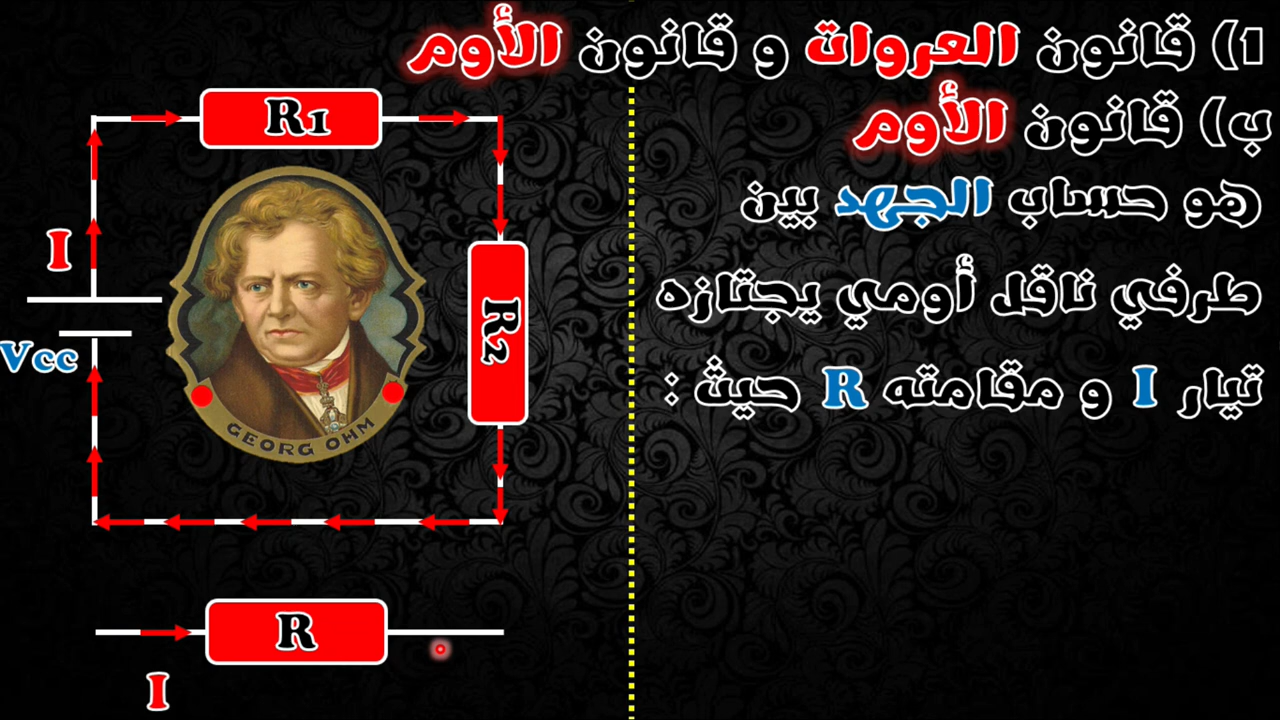 1) قانون العروات و قانون الأوم
ب) قانون الأوم
هو حساب الجهد بين
طرفي ناقل أومي يجتازه
تيار I و مقامته R حيث :
R1
I
R2
Vcc
GEORG OHM
R
I